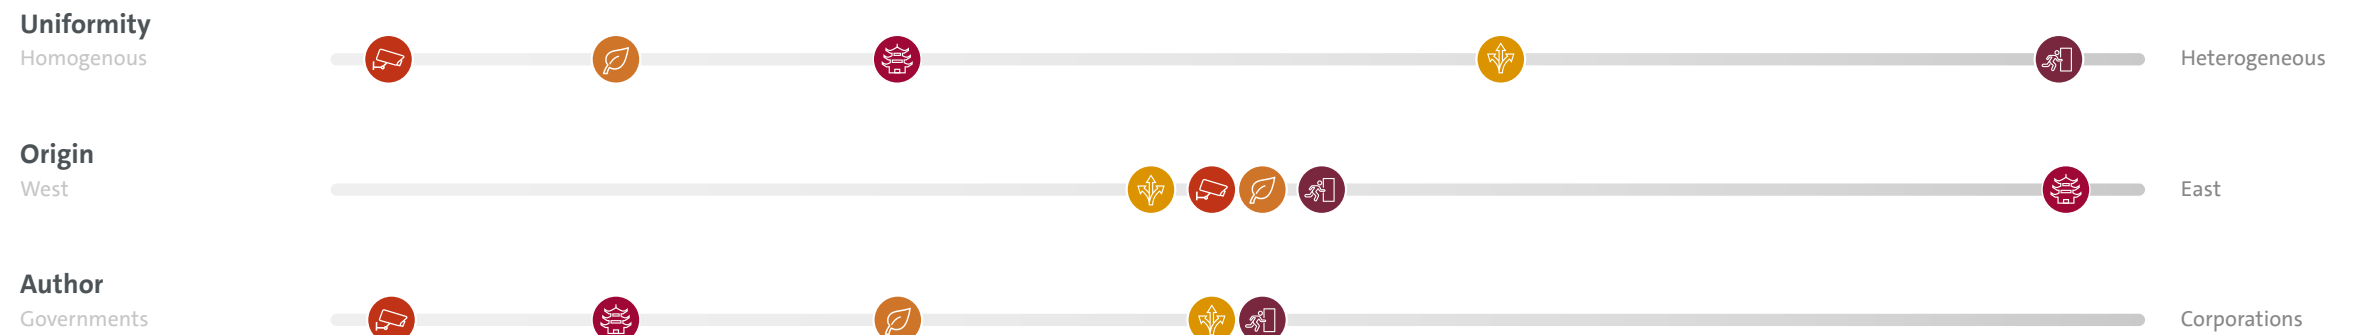 Uniformity
Homogenous
Heterogeneous
Origin
West
East
Author
Governments
Corporations